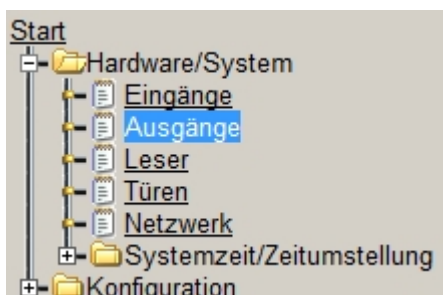 Start
Hardware/System
Eingänge
Ausgänge
Leser
Türen
Netzwerk
Systemzeit/Zeitumstellung
Konfiguration